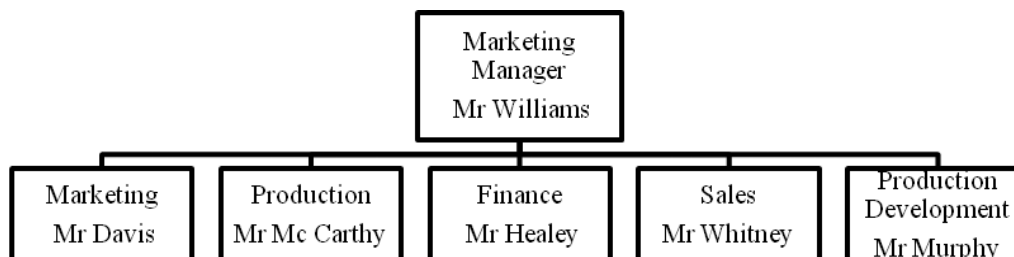 Marketing
Manager
Mr Williams
Marketing
Mr Davis
Production
Mr Mc Carthy
Finance
Mr Healey
Sales
Mr Whitney
Production
Development
Mr Murphy